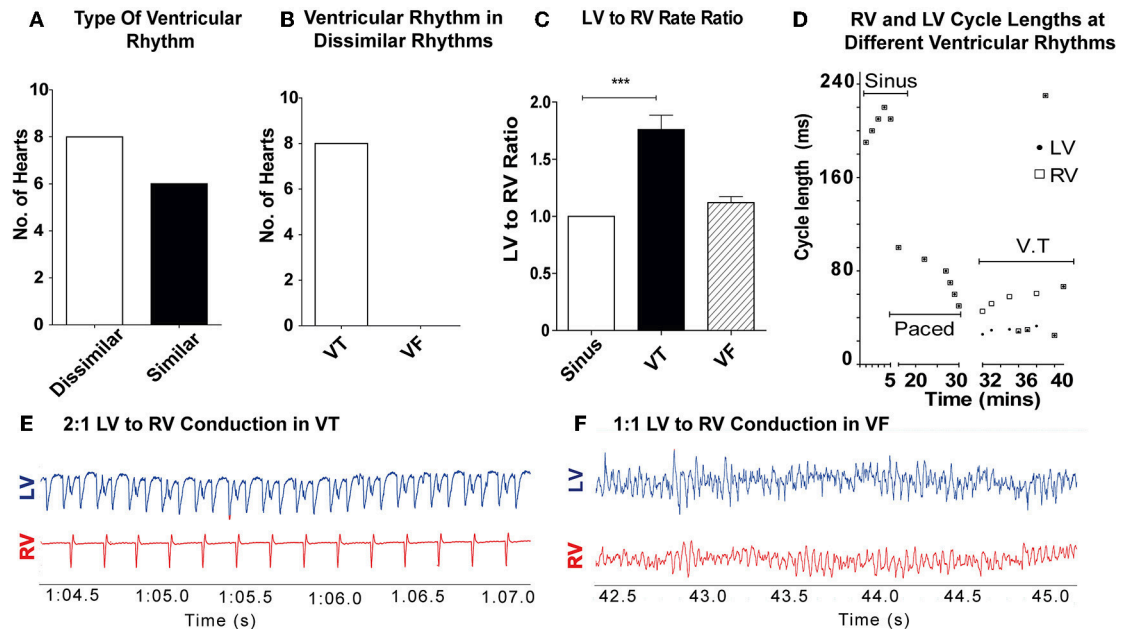 A Type Of Ventricular
Rhythm
No. of Hearts
10
8
6
4
2
0
Dissimilar
Similar
B Ventricular Rhythm in
Dissimilar Rhythms
No. of Hearts
10
8
6
4
2
0
VT
VF
C LV to RV Rate Ratio
LV to RV Ratio
2.0
1.5
1.0
0.5
0
***
Sinus
VT
VF
D RV and LV Cycle Lengths at
Different Ventricular Rhythms
Cycle length (ms)
240
160
80
0
Sinus
LV
RV
V.T
Paced
5 20 30 32 36 40
Time (mins)
E 2:1 LV to RV Conduction in VT
LV
RV
1:04.5 1:05.0 1:05.5 1:06.0 1:06.5 1:07.0
Time (s)
F 1:1 LV to RV Conduction in VF
LV
RV
42.5 43.0 43.5 44.0 44.5 45.0
Time (s)